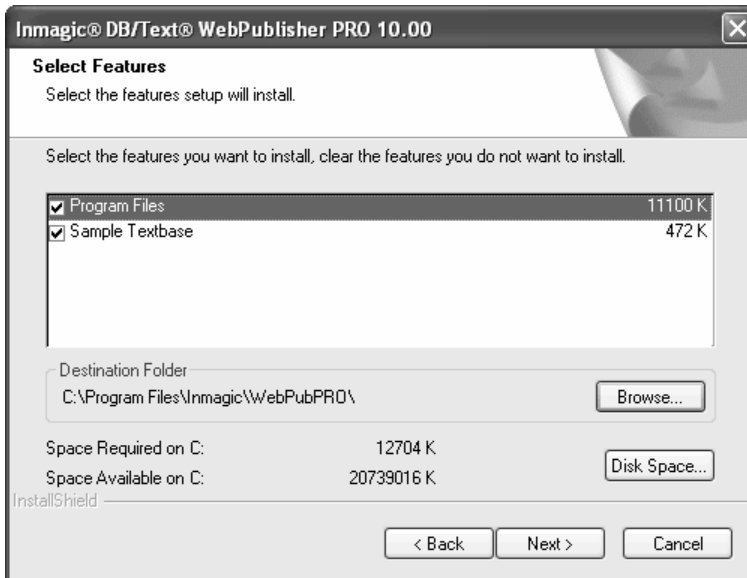 Inmagic® DB/Text® WebPublisher PRO 10.00
Select Features
Select the features setup will install.
Select the features you want to install, clear the features you do not want to install.
Program Files 11100 K
Sample Textbase 472 K
Destination Folder
C:\Program Files\Inmagic\WebPubPRO\
Browse...
Space Required on C: 12704 K
Space Available on C: 20739016 K
Disk Space...
InstallShield
< Back Next > Cancel